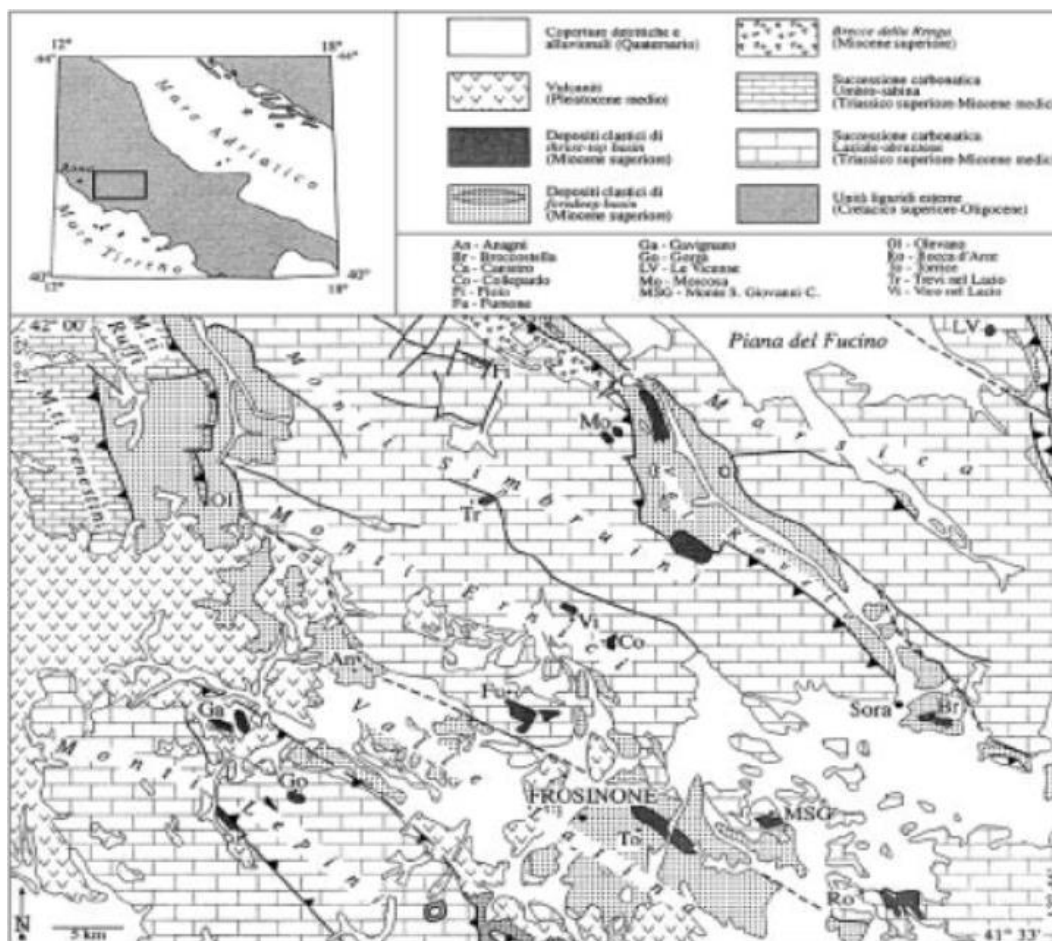 12°
18°
44°
44°
Mare Adriatico
Roma
Mare Tirreno
40°
40°
12°
18°
Coperture detritiche e
alluvionali (Quaternario)
Vulcaniti
(Pleistocene medio)
Depositi clastici di
thrust-top basin
(Miocene superiore)
Depositi clastici di
foredeep basin
(Miocene superiore)
Brecce della Renga
(Miocene superiore)
Successione carbonatica
Umbro-sabina
(Triassico superiore-Miocene medio)
Successione carbonatica
Laziale-abruzzese
(Triassico superiore-Miocene medio)
Unità liguridi esterne
(Cretacico superiore-Oligocene)
An - Anagni
Br - Broccostella
Co - Collepardo
Fu - Fumone
Ga - Gavignano
Go - Gorga
LV - Le Vicenne
Mo - Moscosa
MSG - Monte S. Giovanni C.
Ol - Olevano
Ro - Rocca d'Arce
To - Torrice
Tr - Trevi nel Lazio
Vi - Vico nel Lazio
42° 00'
M.ti Ruffi
M.ti Prenestini
Monti Simbruini
Piana del Fucino
LV
Fi
Mo
Marsica
Ol
Tr
Val Roveto
Monti Ernici
Vi
Co
An
Fu
Ga
Valle Latina
Sora
Br
Monti Lepini
Go
FROSINONE
To
MSG
Ro
N
5 km
41° 33'